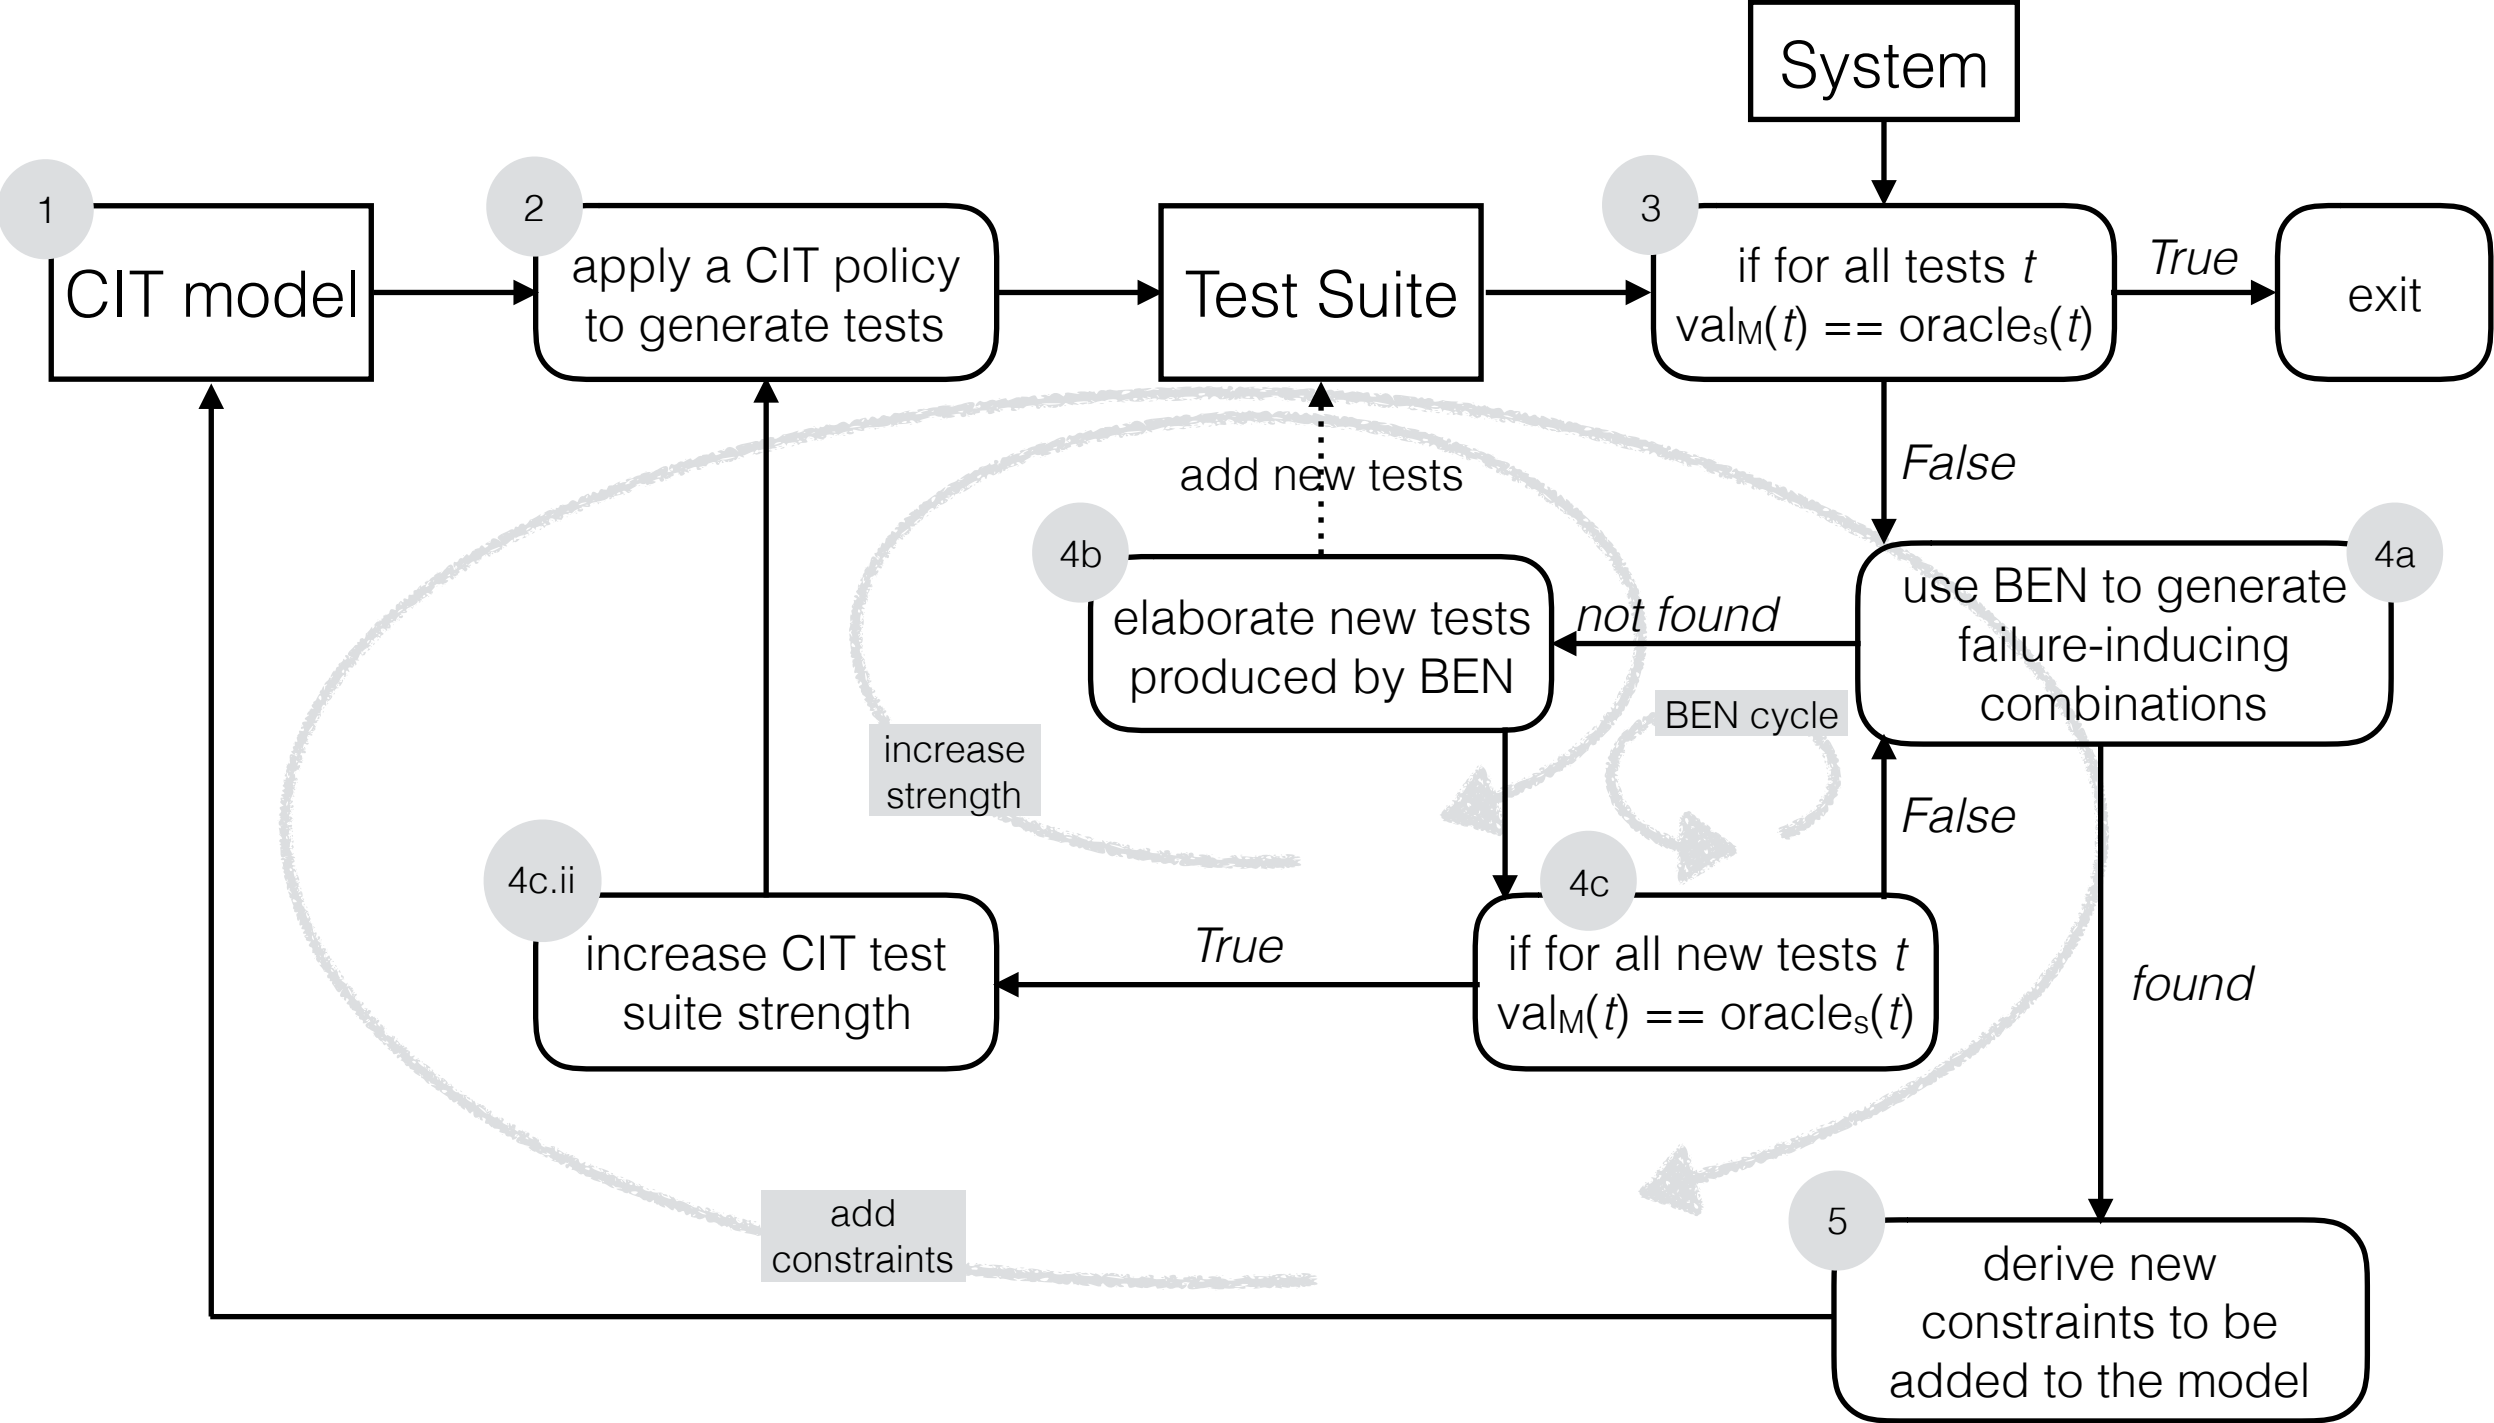 System
1
2
3
CIT model
apply a CIT policy
to generate tests
Test Suite
if for all tests t
valM(t) == oracles(t)
True
exit
False
add new tests
4b
4a
elaborate new tests
produced by BEN
not found
use BEN to generate
failure-inducing
combinations
BEN cycle
increase
strength
False
4c.ii
4c
increase CIT test
suite strength
True
if for all new tests t
valM(t) == oracles(t)
found
add
constraints
5
derive new
constraints to be
added to the model